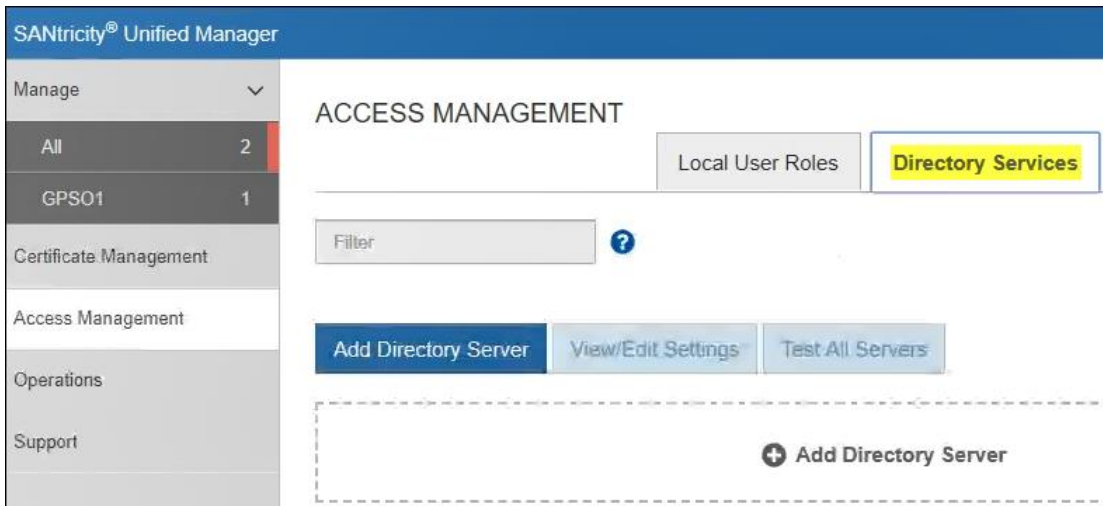 SANtricity® Unified Manager
Manage
All 2
GPSO1 1
Certificate Management
Access Management
Operations
Support
ACCESS MANAGEMENT
Local User Roles
Directory Services
Filter
?
Add Directory Server
View/Edit Settings
Test All Servers
Add Directory Server